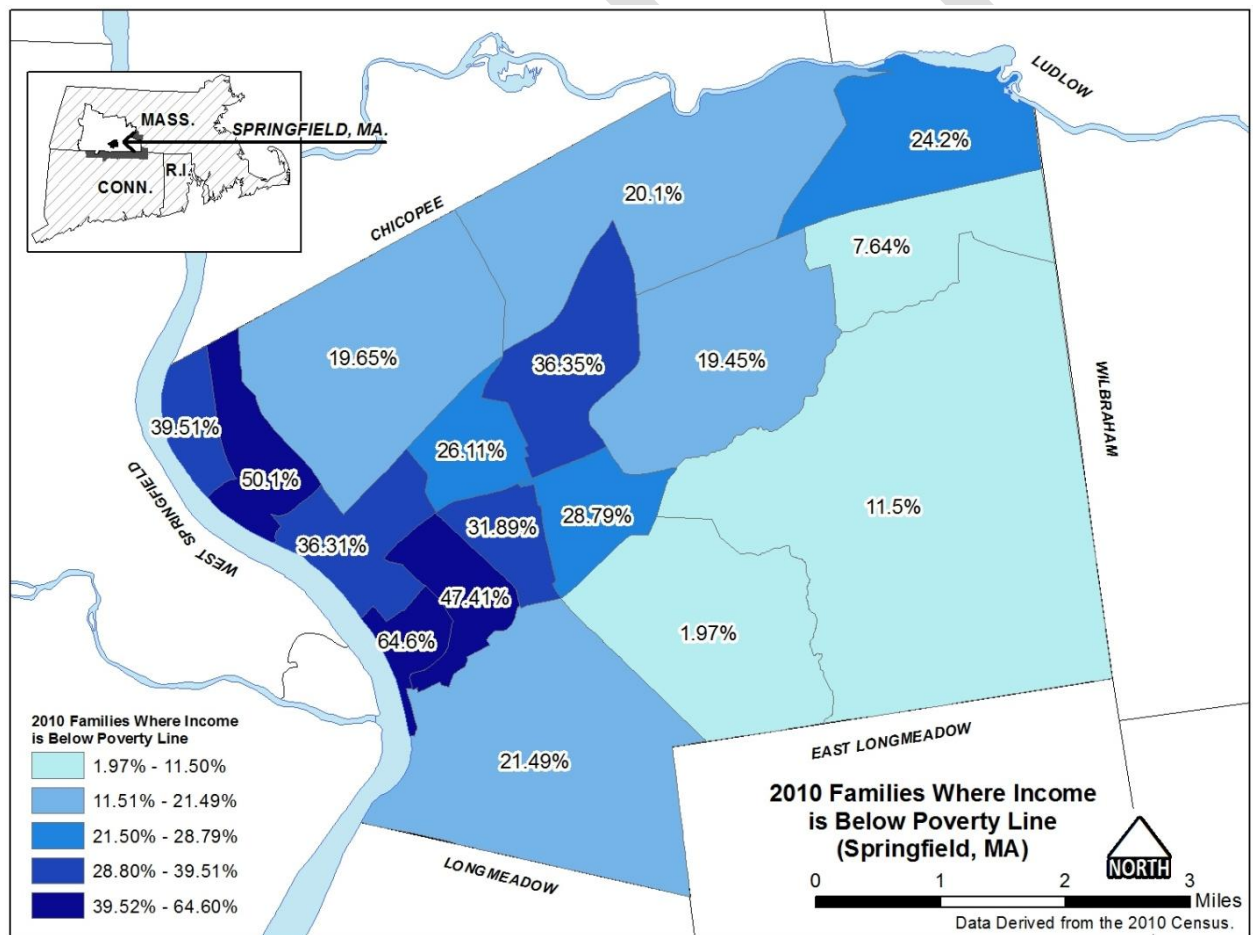 LUDLOW
MASS.
SPRINGFIELD, MA.
R.I.
CONN.
CHICOPEE
24.2%
20.1%
7.64%
19.65%
36.35%
19.45%
WILBRAHAM
39.51%
26.11%
50.1%
WEST SPRINGFIELD
31.89%
28.79%
11.5%
36.31%
47.41%
64.6%
1.97%
21.49%
EAST LONGMEADOW
LONGMEADOW
2010 Families Where Income
is Below Poverty Line
1.97% - 11.50%
11.51% - 21.49%
21.50% - 28.79%
28.80% - 39.51%
39.52% - 64.60%
2010 Families Where Income
is Below Poverty Line
(Springfield, MA)
NORTH
0 1 2 3
Miles
Data Derived from the 2010 Census.